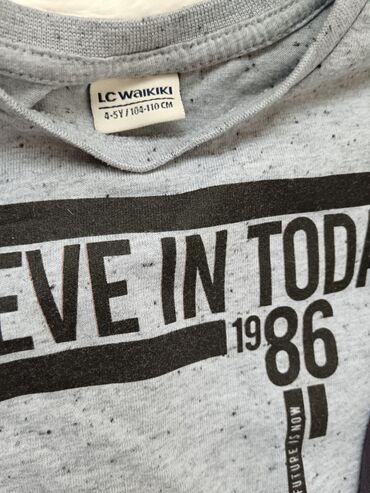 LC WAIKIKI
4-5Y / 104-110 CM
EVE IN TODA
1986
FUTURE IS NOW